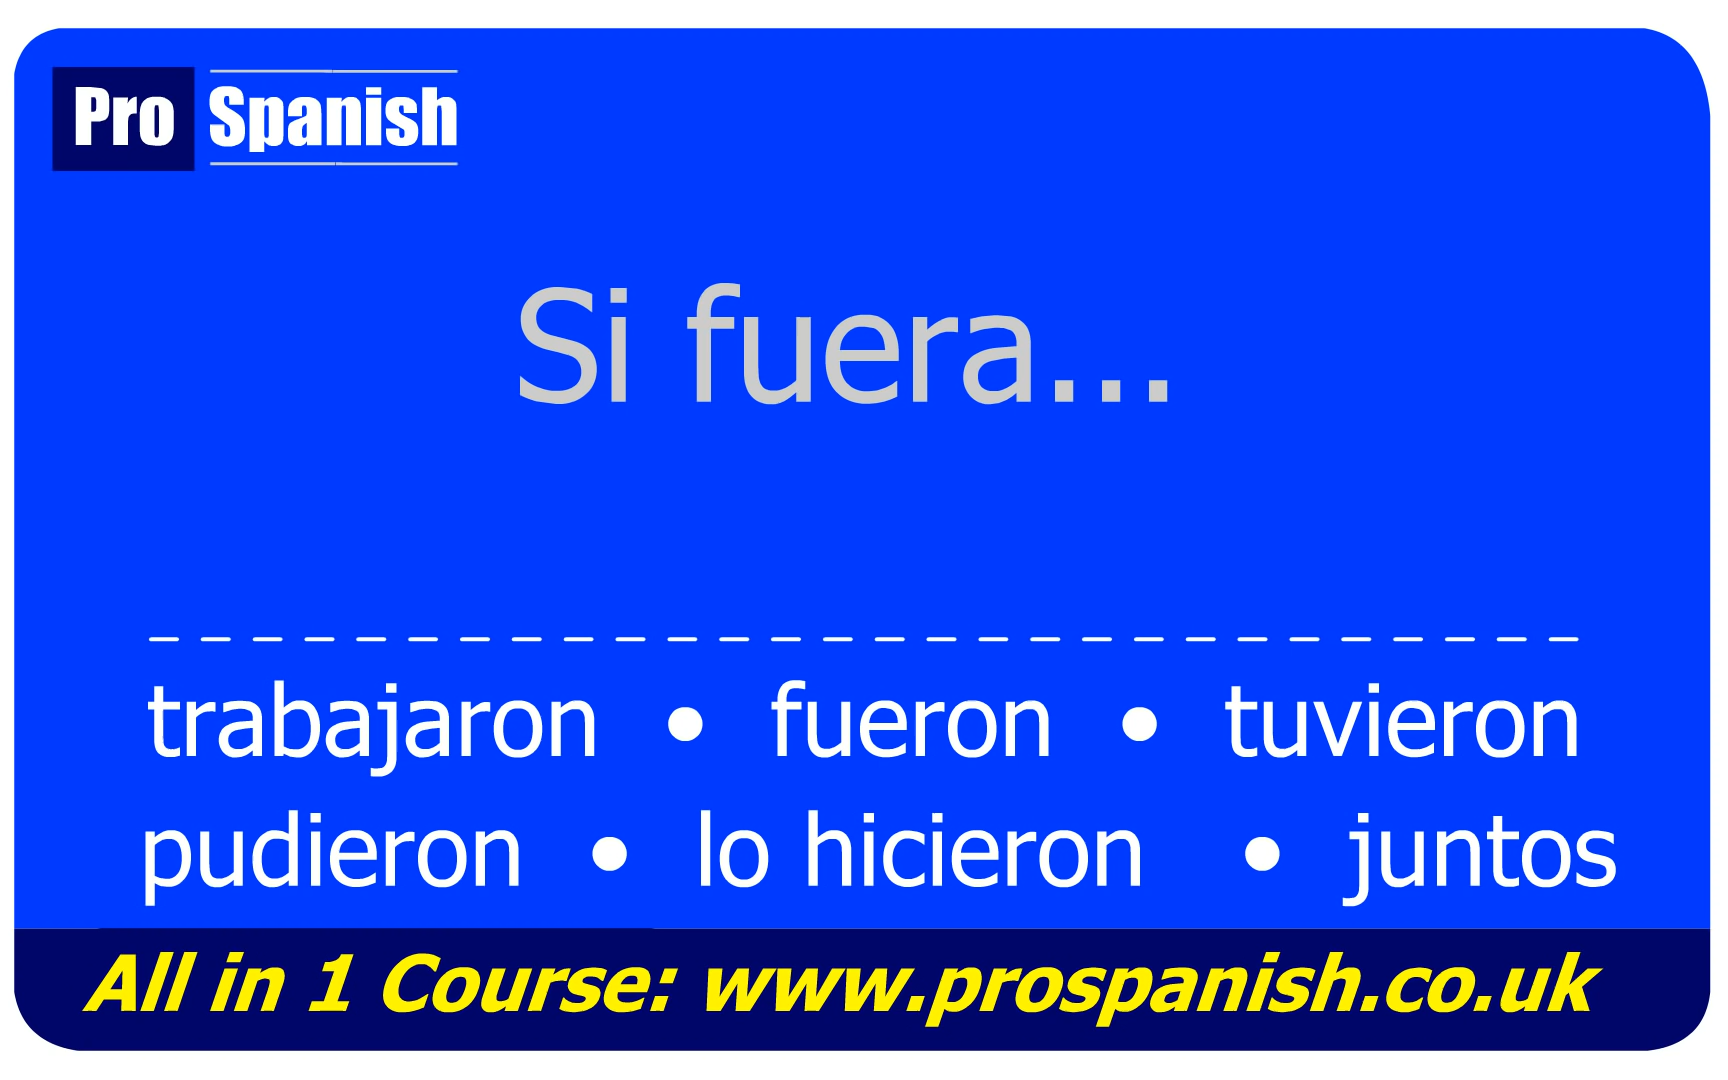 Pro Spanish
Si fuera...
trabajaron • fueron • tuvieron
pudieron • lo hicieron • juntos
All in 1 Course: www.prospanish.co.uk